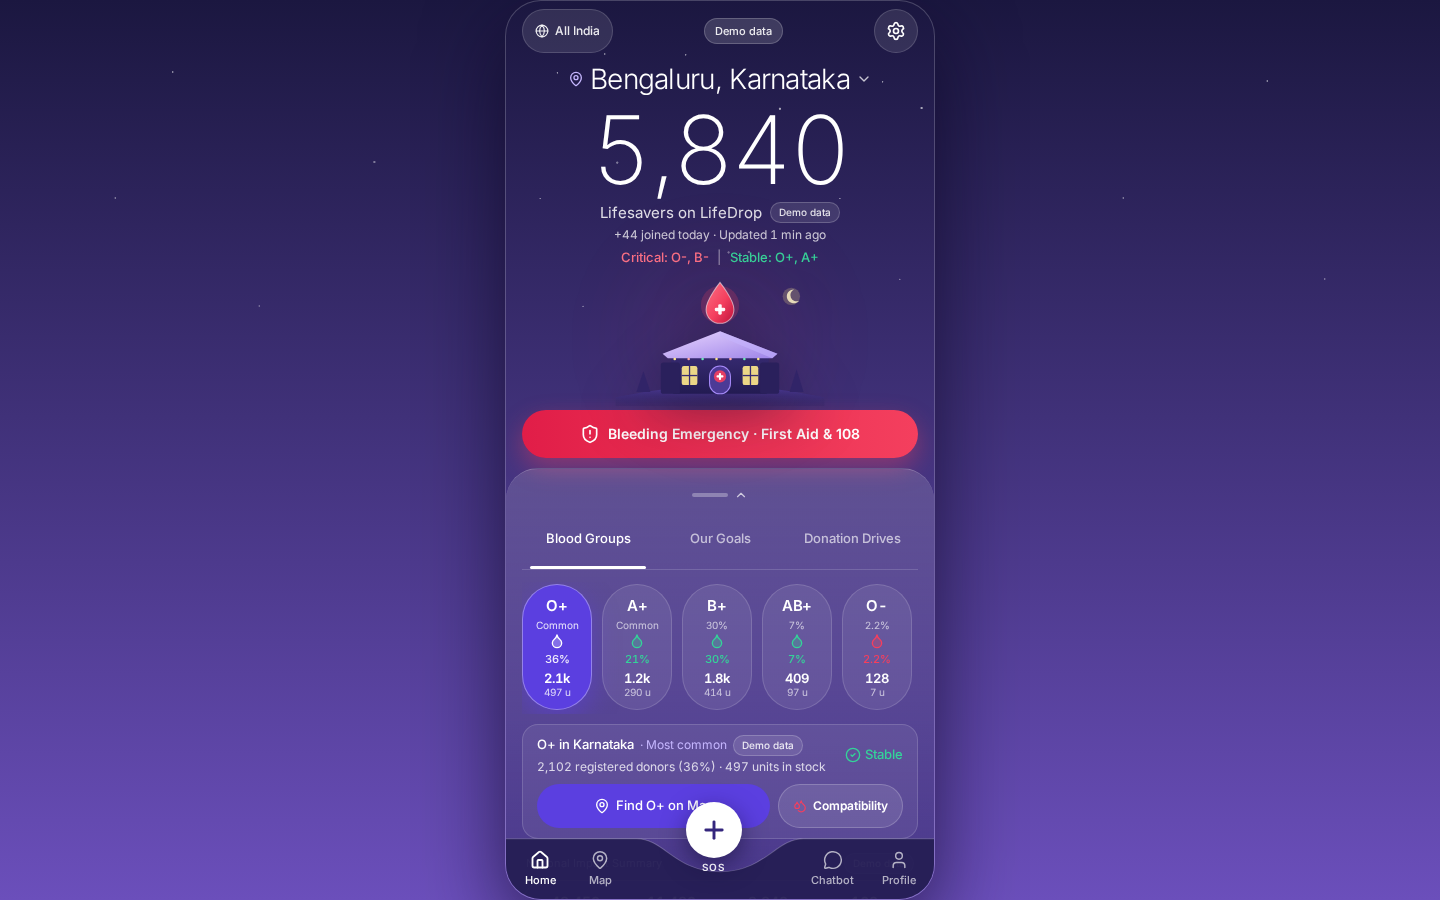 All India
Demo data
Bengaluru, Karnataka
5,840
Lifesavers on LifeDrop Demo data
+44 joined today · Updated 1 min ago
Critical: O-, B- | Stable: O+, A+
Bleeding Emergency · First Aid & 108
Blood Groups Our Goals Donation Drives
O+ A+ B+ AB+ O-
Common Common 30% 7% 2.2%
36% 21% 30% 7% 2.2%
2.1k 1.2k 1.8k 409 128
497 u 290 u 414 u 97 u 7 u
O+ in Karnataka · Most common Demo data
Stable
2,102 registered donors (36%) · 497 units in stock
Find O+ on
Compatibility
SOS
Home Map Chatbot Profile